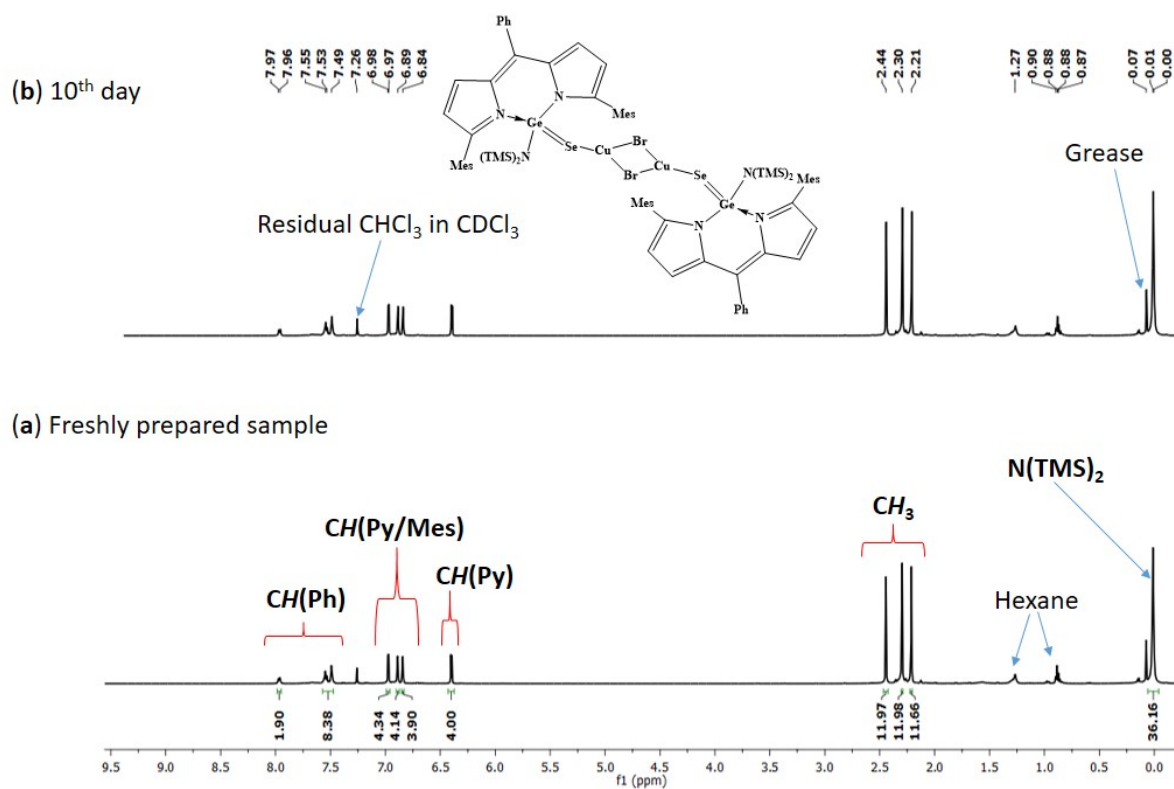 7.97
7.96
7.55
7.53
7.49
7.26
6.98
6.97
6.89
6.84
2.44
2.30
2.21
1.27
0.90
0.88
0.88
0.87
0.07
0.01
0.00
(b) 10th day
Ph
N
N
Mes
Mes
Ge
(TMS)2N
Se
Cu
Br
Br
Cu
Se
N(TMS)2
Mes
Mes
Ge
N
N
Ph
Residual CHCl3 in CDCl3
Grease
(a) Freshly prepared sample
N(TMS)2
CH(Ph)
CH(Py/Mes)
CH(Py)
CH3
Hexane
1.90
8.38
4.34
4.14
3.90
4.00
11.97
11.98
11.66
36.16
9.5 9.0 8.5 8.0 7.5 7.0 6.5 6.0 5.5 5.0 4.5 4.0 3.5 3.0 2.5 2.0 1.5 1.0 0.5 0.0
f1 (ppm)